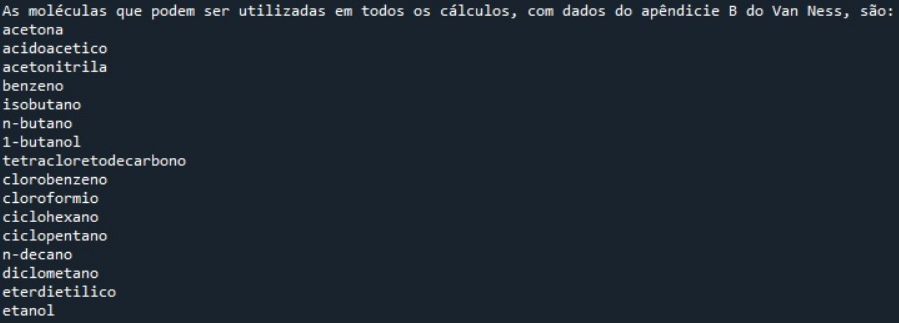 As moléculas que podem ser utilizadas em todos os cálculos, com dados do apêndicie B do Van Ness, são:
acetona
acidoacetico
acetonitrila
benzeno
isobutano
n-butano
1-butanol
tetracloretodecarbono
clorobenzeno
cloroformio
ciclohexano
ciclopentano
n-decano
diclometano
eterdietilico
etanol